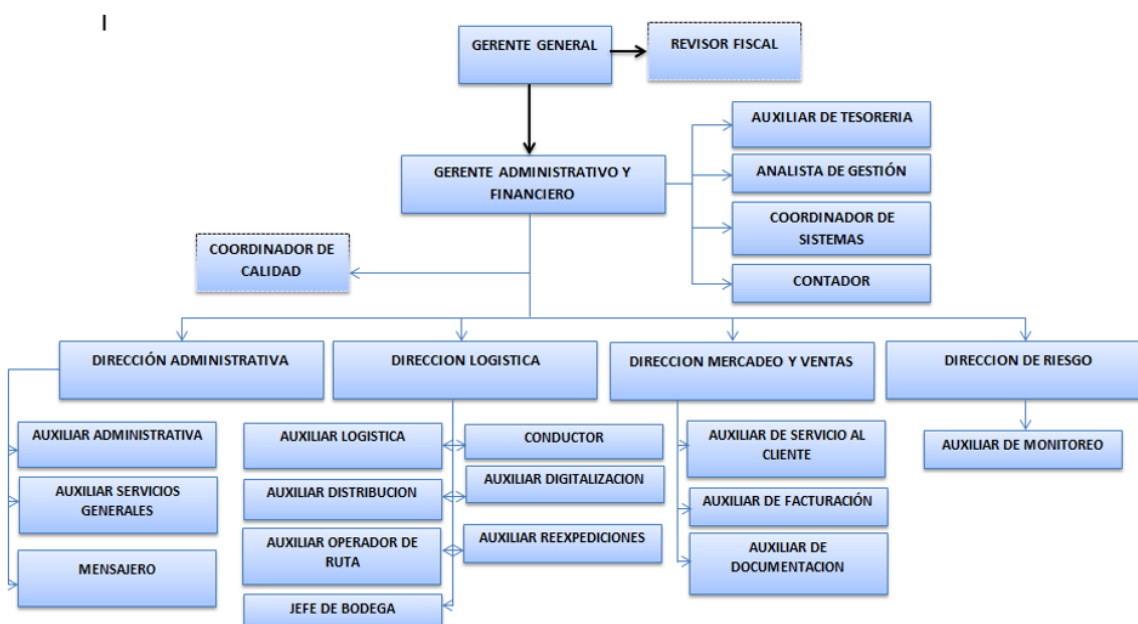 I
GERENTE GENERAL
REVISOR FISCAL
AUXILIAR DE TESORERIA
GERENTE ADMINISTRATIVO Y
FINANCIERO
ANALISTA DE GESTIÓN
COORDINADOR DE
SISTEMAS
COORDINADOR DE
CALIDAD
CONTADOR
DIRECCIÓN ADMINISTRATIVA
DIRECCION LOGISTICA
DIRECCION MERCADEO Y VENTAS
DIRECCION DE RIESGO
AUXILIAR ADMINISTRATIVA
AUXILIAR SERVICIOS
GENERALES
MENSAJERO
AUXILIAR LOGISTICA
CONDUCTOR
AUXILIAR DISTRIBUCION
AUXILIAR DIGITALIZACION
AUXILIAR OPERADOR DE
RUTA
AUXILIAR REEXPEDICIONES
JEFE DE BODEGA
AUXILIAR DE SERVICIO AL
CLIENTE
AUXILIAR DE FACTURACIÓN
AUXILIAR DE
DOCUMENTACION
AUXILIAR DE MONITOREO